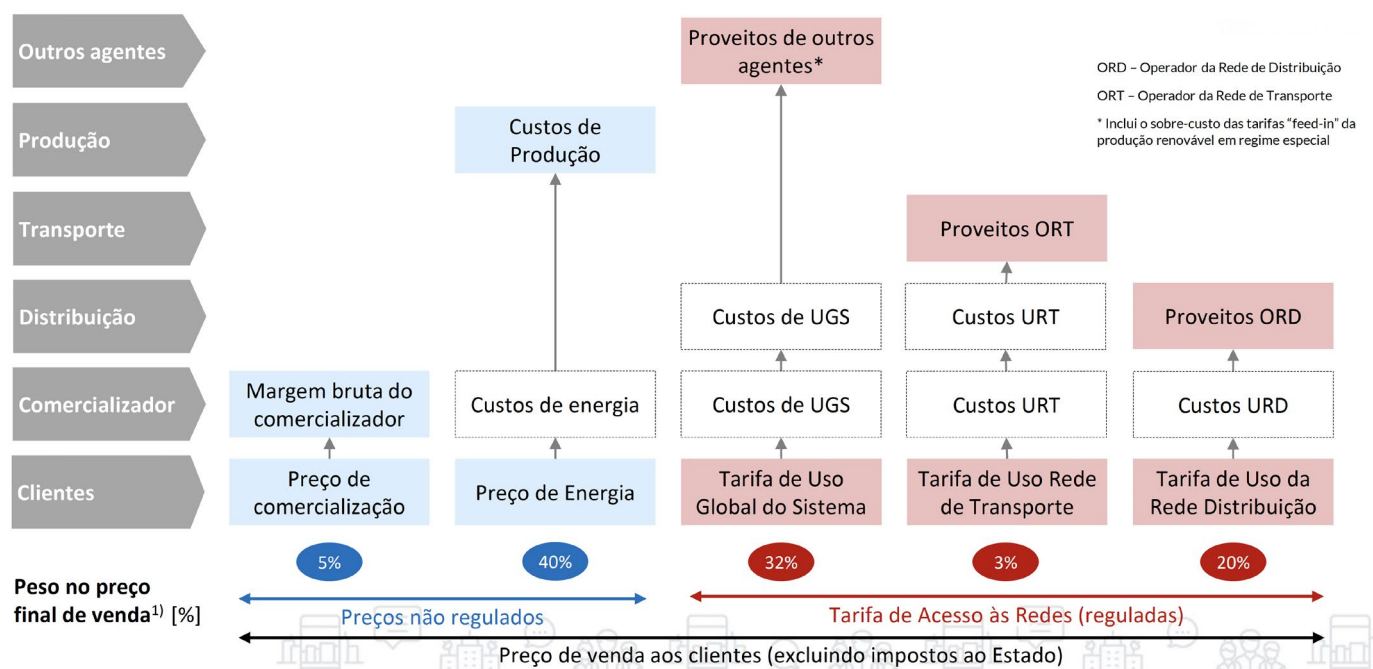 Outros agentes
Proveitos de outros
agentes*
ORD – Operador da Rede de Distribuição
ORT – Operador da Rede de Transporte
* Inclui o sobre-custo das tarifas “feed-in” da
produção renovável em regime especial
Produção
Custos de
Produção
Transporte
Proveitos ORT
Distribuição
Custos de UGS
Custos URT
Proveitos ORD
Comercializador
Margem bruta do
comercializador
Custos de energia
Custos de UGS
Custos URT
Custos URD
Clientes
Preço de
comercialização
Preço de Energia
Tarifa de Uso
Global do Sistema
Tarifa de Uso Rede
de Transporte
Tarifa de Uso da
Rede Distribuição
Peso no preço
final de venda¹⁾ [%]
5%
40%
32%
3%
20%
Preços não regulados
Tarifa de Acesso às Redes (reguladas)
Preço de venda aos clientes (excluindo impostos ao Estado)